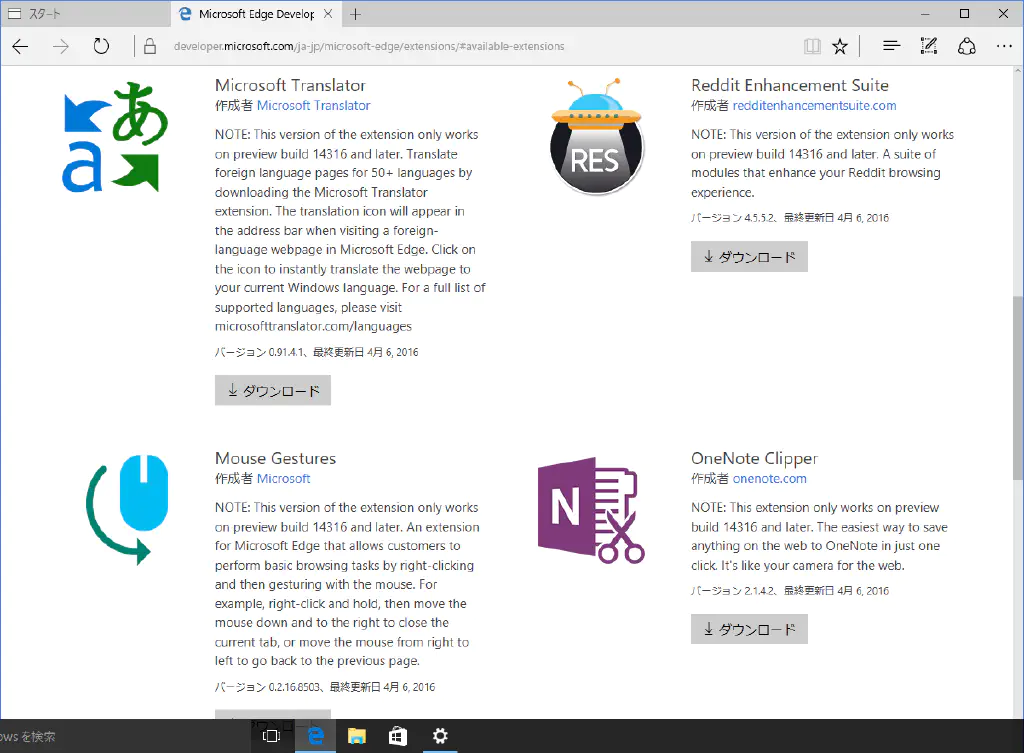 スタート
Microsoft Edge Develop
developer.microsoft.com/ja-jp/microsoft-edge/extensions/#available-extensions
あ
a
Microsoft Translator
作成者 Microsoft Translator
NOTE: This version of the extension only works
on preview build 14316 and later. Translate
foreign language pages for 50+ languages by
downloading the Microsoft Translator
extension. The translation icon will appear in
the address bar when visiting a foreign-
language webpage in Microsoft Edge. Click on
the icon to instantly translate the webpage to
your current Windows language. For a full list of
supported languages, please visit
microsofttranslator.com/languages
バージョン 0.91.4.1、最終更新日 4月 6, 2016
ダウンロード
RES
Reddit Enhancement Suite
作成者 redditenhancementsuite.com
NOTE: This version of the extension only works
on preview build 14316 and later. A suite of
modules that enhance your Reddit browsing
experience.
バージョン 4.5.5.2、最終更新日 4月 6, 2016
ダウンロード
Mouse Gestures
作成者 Microsoft
NOTE: This version of the extension only works
on preview build 14316 and later. An extension
for Microsoft Edge that allows customers to
perform basic browsing tasks by right-clicking
and then gesturing with the mouse. For
example, right-click and hold, then move the
mouse down and to the right to close the
current tab, or move the mouse from right to
left to go back to the previous page.
バージョン 0.2.16.8503、最終更新日 4月 6, 2016
ダウンロード
N
OneNote Clipper
作成者 onenote.com
NOTE: This extension only works on preview
build 14316 and later. The easiest way to save
anything on the web to OneNote in just one
click. It's like your camera for the web.
バージョン 2.1.4.2、最終更新日 4月 6, 2016
ダウンロード
ows を検索